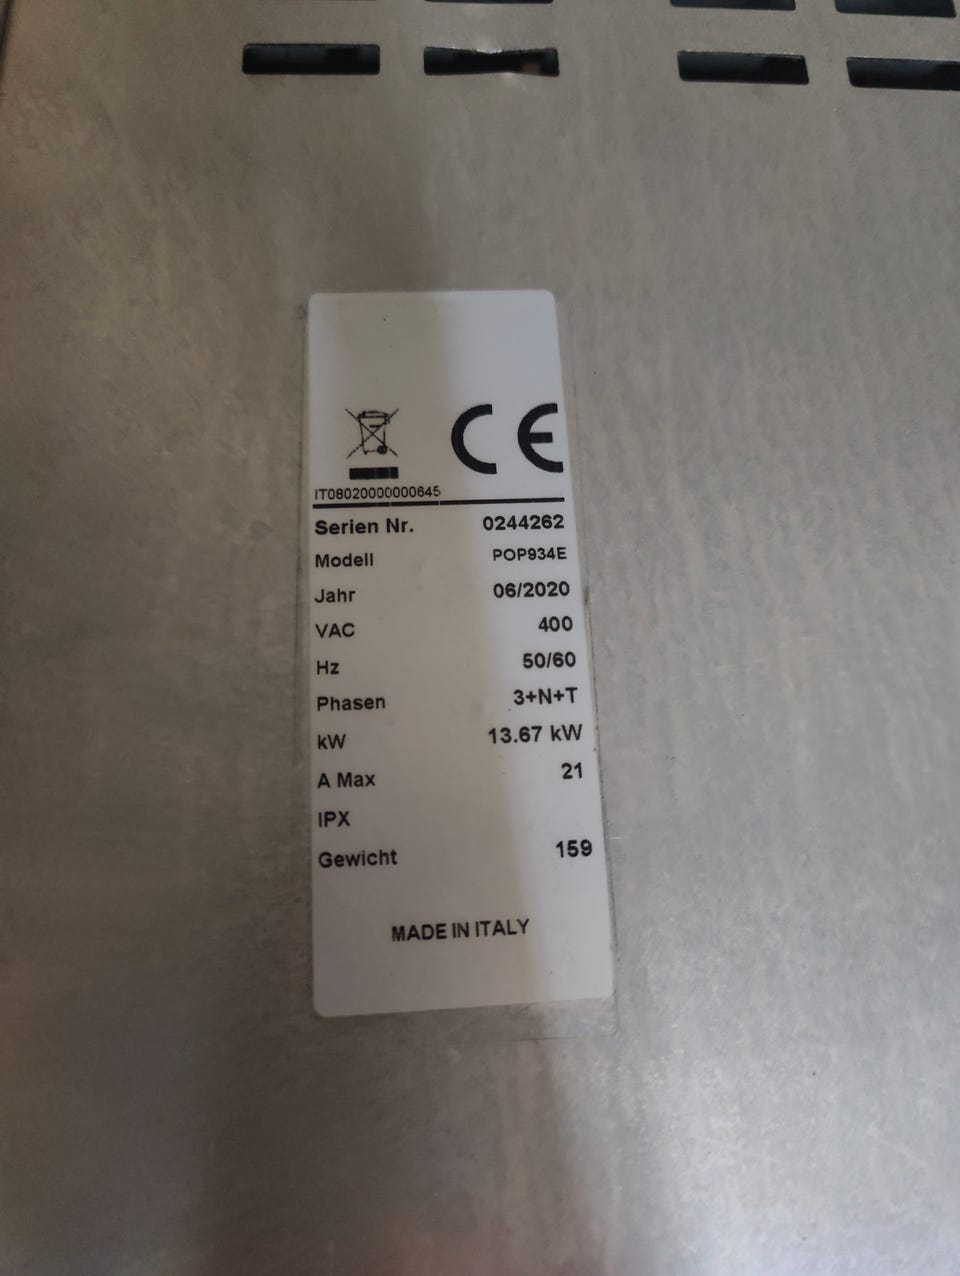 CE
IT08020000000645
Serien Nr. 0244262
Modell POP934E
Jahr 06/2020
VAC 400
Hz 50/60
Phasen 3+N+T
kW 13.67 kW
A Max 21
IPX
Gewicht 159
MADE IN ITALY